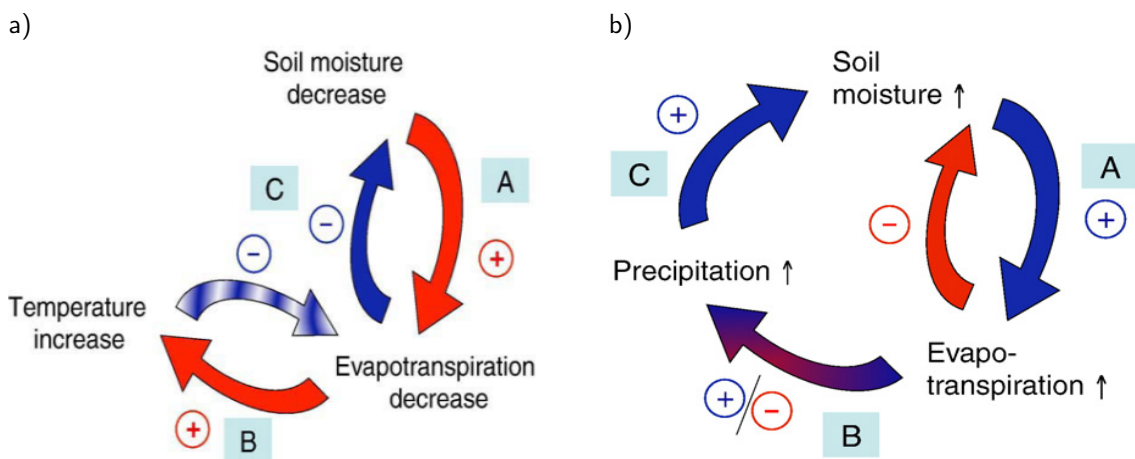 a)
Soil moisture
decrease
C
A
−
−
+
Temperature
increase
Evapotranspiration
decrease
+
B
b)
Soil
moisture ↑
+
C
A
−
+
Precipitation ↑
Evapo-
transpiration ↑
+/−
B